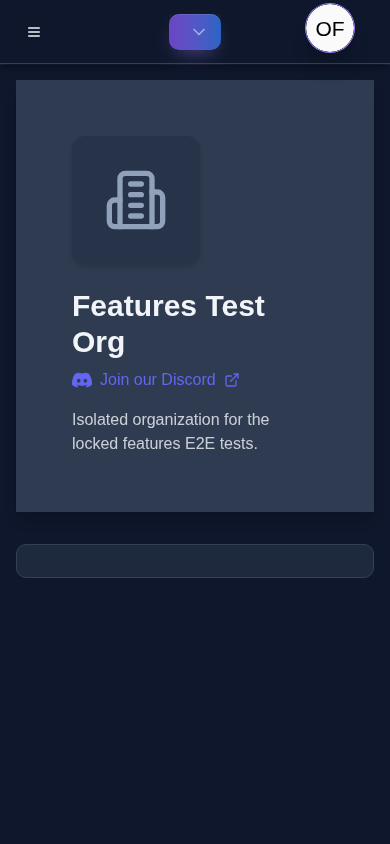 OF
Features Test
Org
Join our Discord
Isolated organization for the
locked features E2E tests.